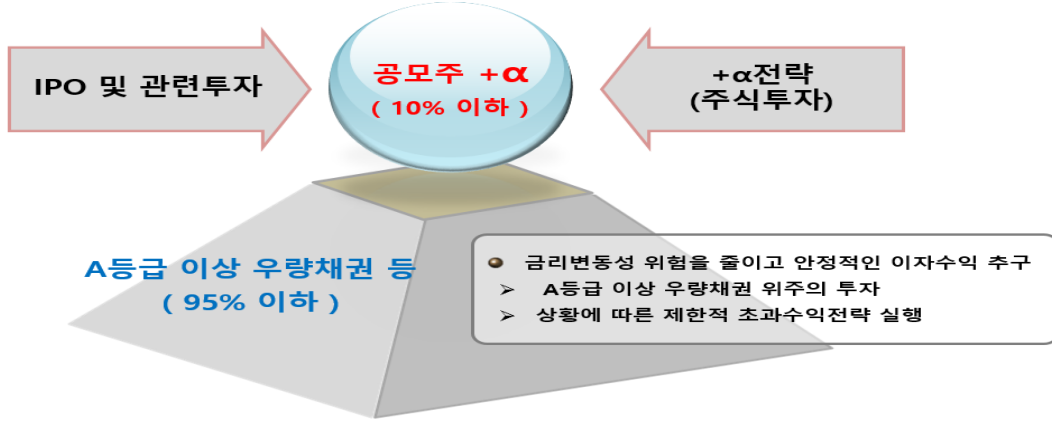 IPO 및 관련투자
공모주 +α
( 10% 이하 )
+α전략
(주식투자)
A등급 이상 우량채권 등
( 95% 이하 )
금리변동성 위험을 줄이고 안정적인 이자수익 추구
A등급 이상 우량채권 위주의 투자
상황에 따른 제한적 초과수익전략 실행